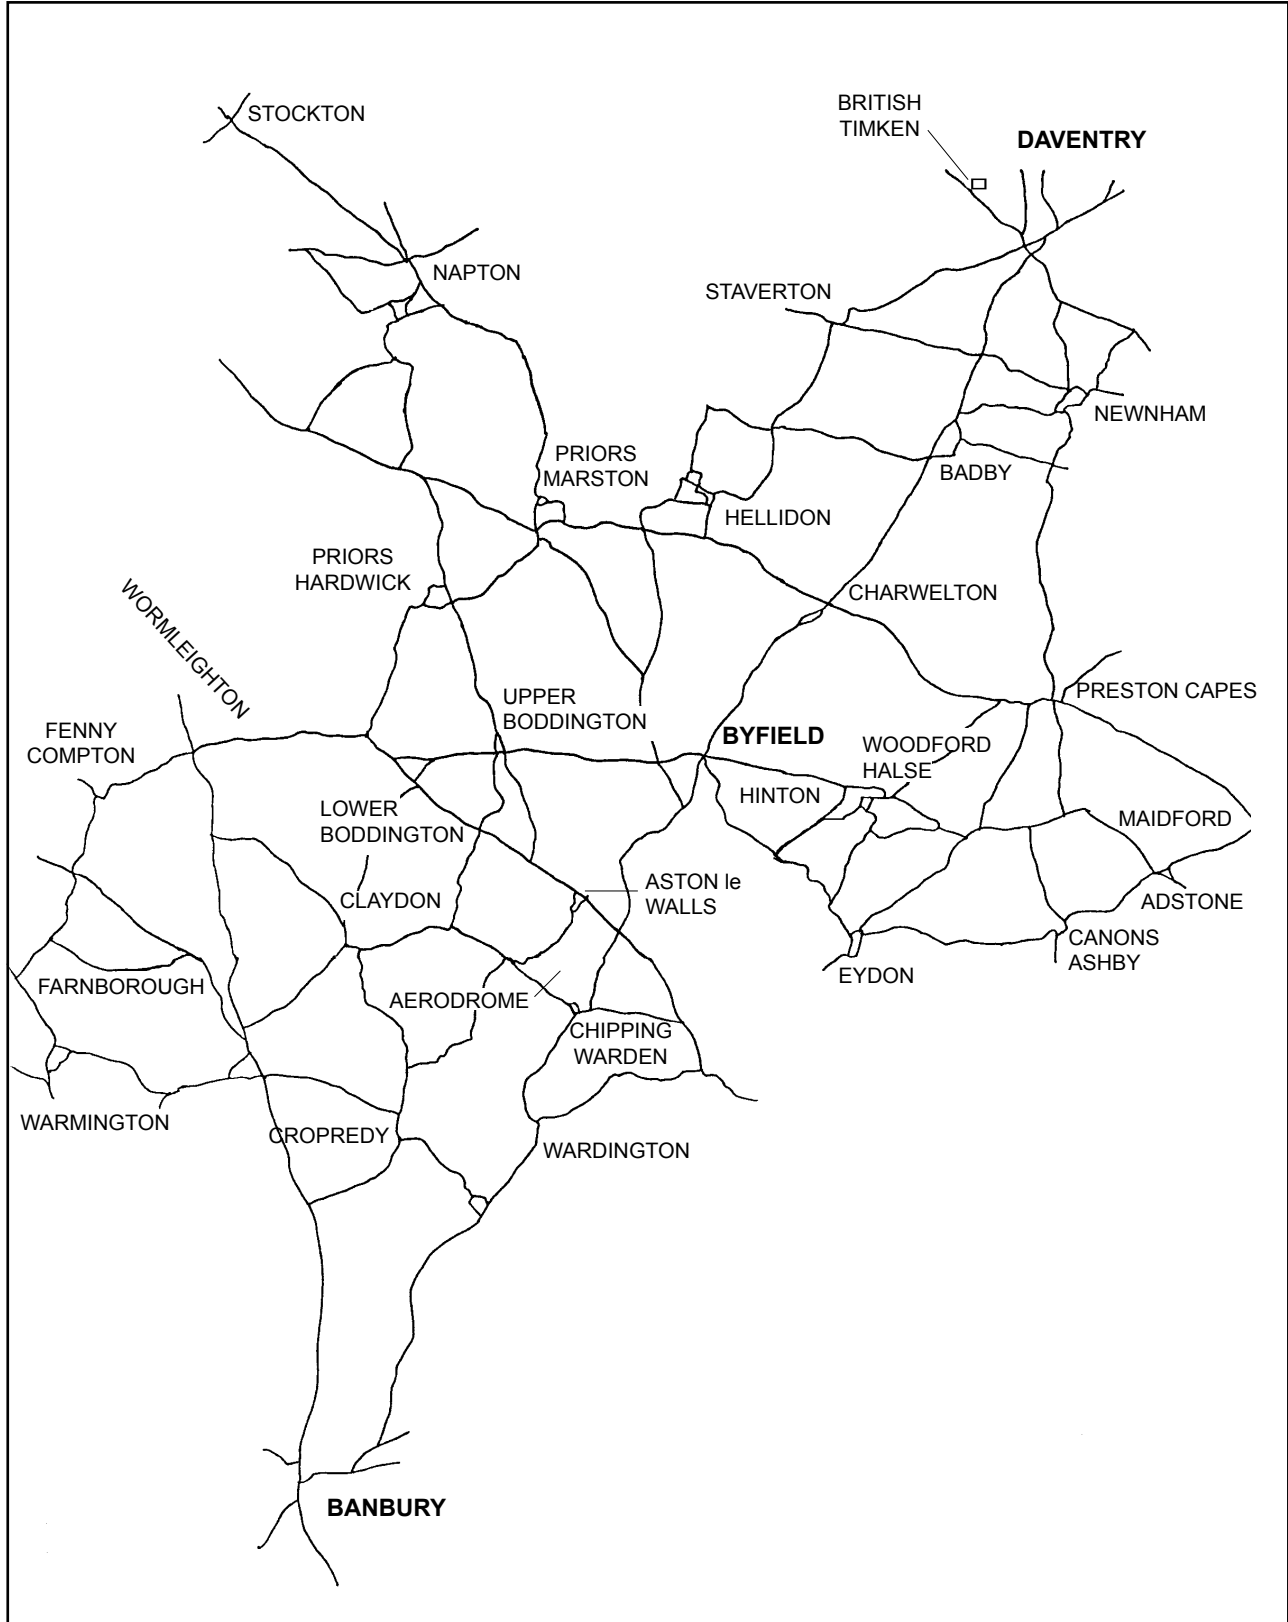 BRITISH
TIMKEN
STOCKTON
DAVENTRY
NAPTON
STAVERTON
NEWNHAM
PRIORS
MARSTON
BADBY
HELLIDON
PRIORS
HARDWICK
CHARWELTON
WORMLEIGHTON
PRESTON CAPES
UPPER
BODDINGTON
FENNY
COMPTON
BYFIELD
WOODFORD
HALSE
HINTON
LOWER
BODDINGTON
MAIDFORD
CLAYDON
ASTON le
WALLS
ADSTONE
CANONS
ASHBY
EYDON
FARNBOROUGH
AERODROME
CHIPPING
WARDEN
WARMINGTON
CROPREDY
WARDINGTON
BANBURY